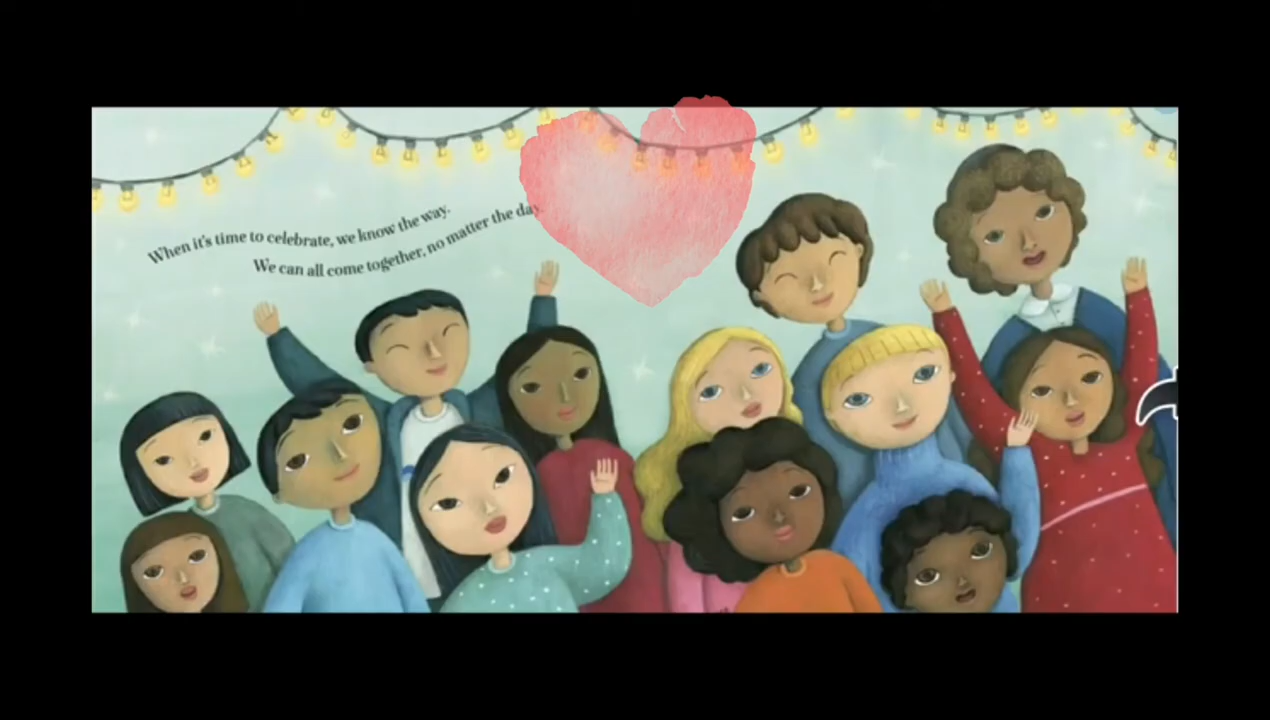 When it's time to celebrate, we know the way.
We can all come together, no matter the day.